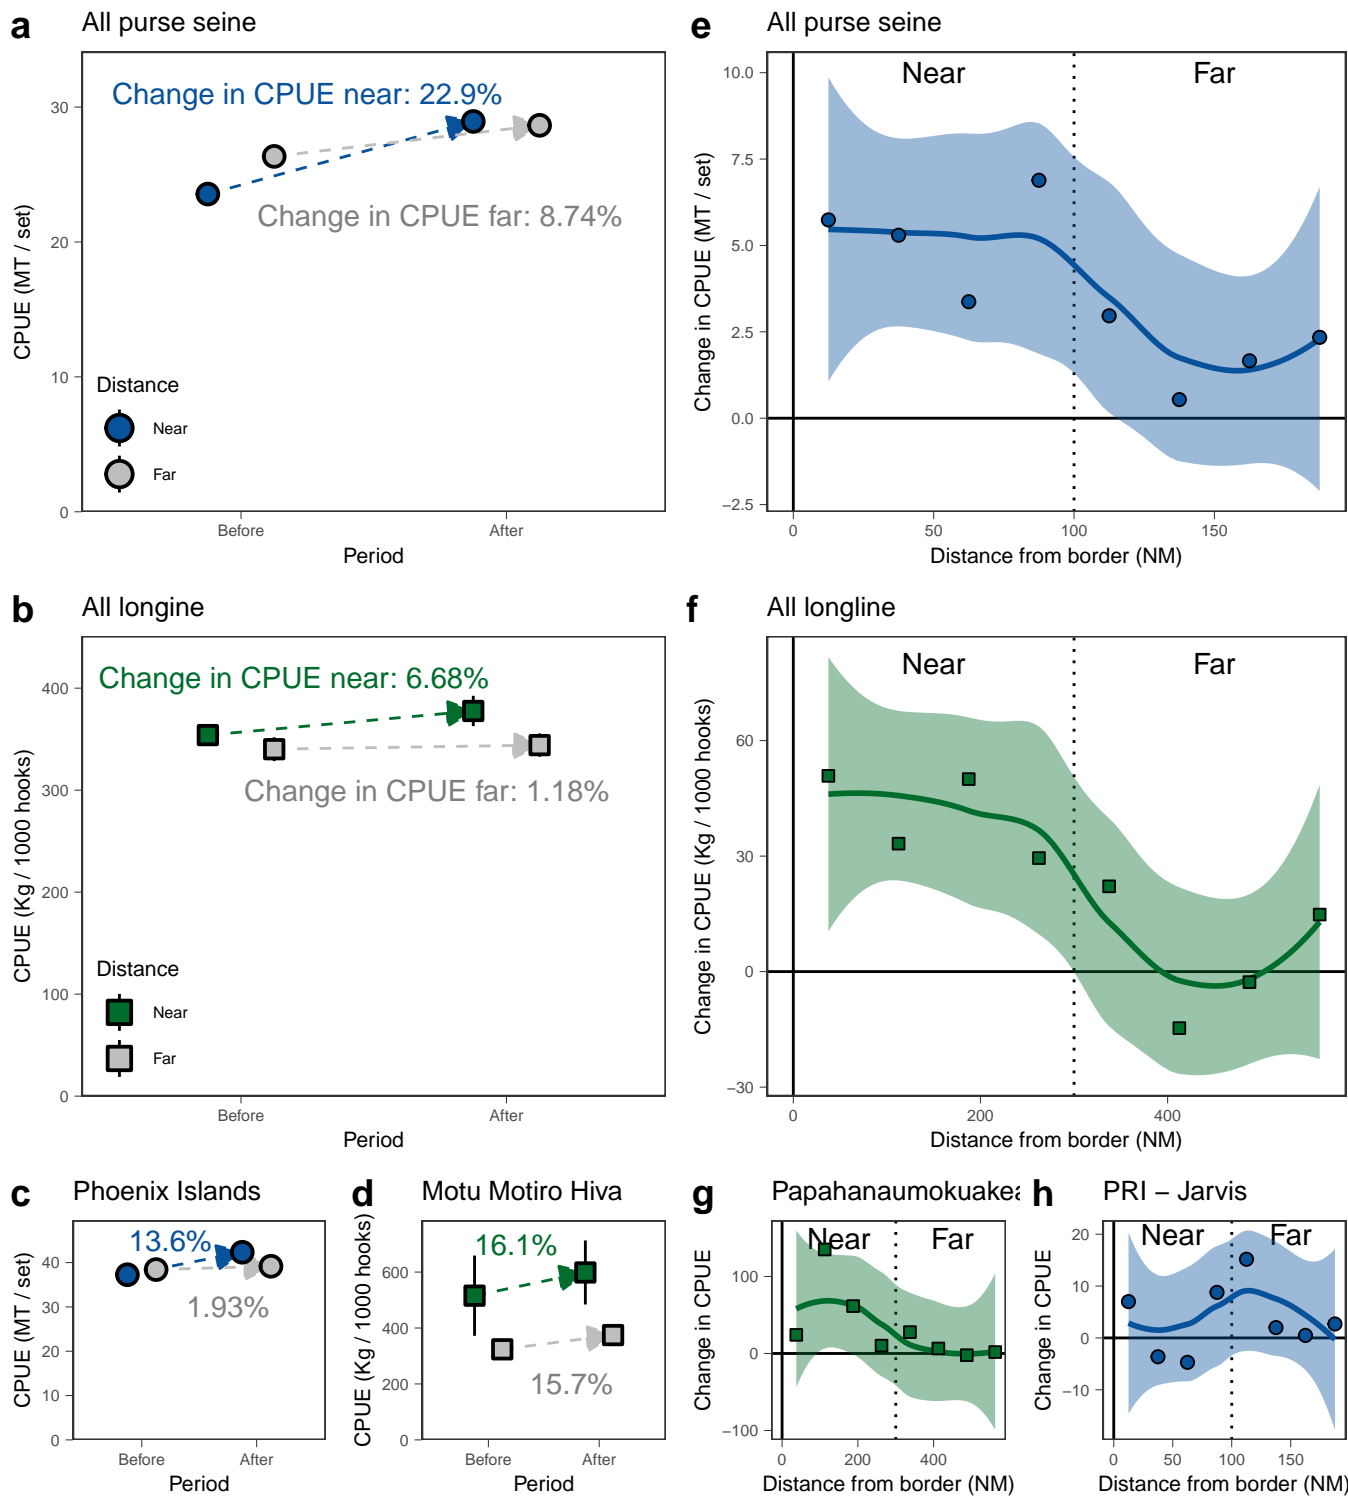 a All purse seine
Change in CPUE near: 22.9%
Change in CPUE far: 8.74%
CPUE (MT / set)
30
20
10
0
Distance
Near
Far
Before After
Period
e All purse seine
Near Far
Change in CPUE (MT / set)
10.0
7.5
5.0
2.5
0.0
−2.5
0 50 100 150
Distance from border (NM)
b All longine
Change in CPUE near: 6.68%
Change in CPUE far: 1.18%
CPUE (Kg / 1000 hooks)
400
300
200
100
0
Distance
Near
Far
Before After
Period
f All longline
Near Far
Change in CPUE (Kg / 1000 hooks)
60
30
0
−30
0 200 400
Distance from border (NM)
c Phoenix Islands
13.6%
1.93%
CPUE (MT / set)
40
30
20
10
0
Before After
Period
d Motu Motiro Hiva
16.1%
15.7%
CPUE (Kg / 1000 hooks)
600
400
200
0
Before After
Period
g Papahanaumokuakea
Near Far
Change in CPUE
100
0
−100
0 200 400
Distance from border (NM)
h PRI − Jarvis
Near Far
Change in CPUE
20
10
0
−10
0 50 100 150
Distance from border (NM)